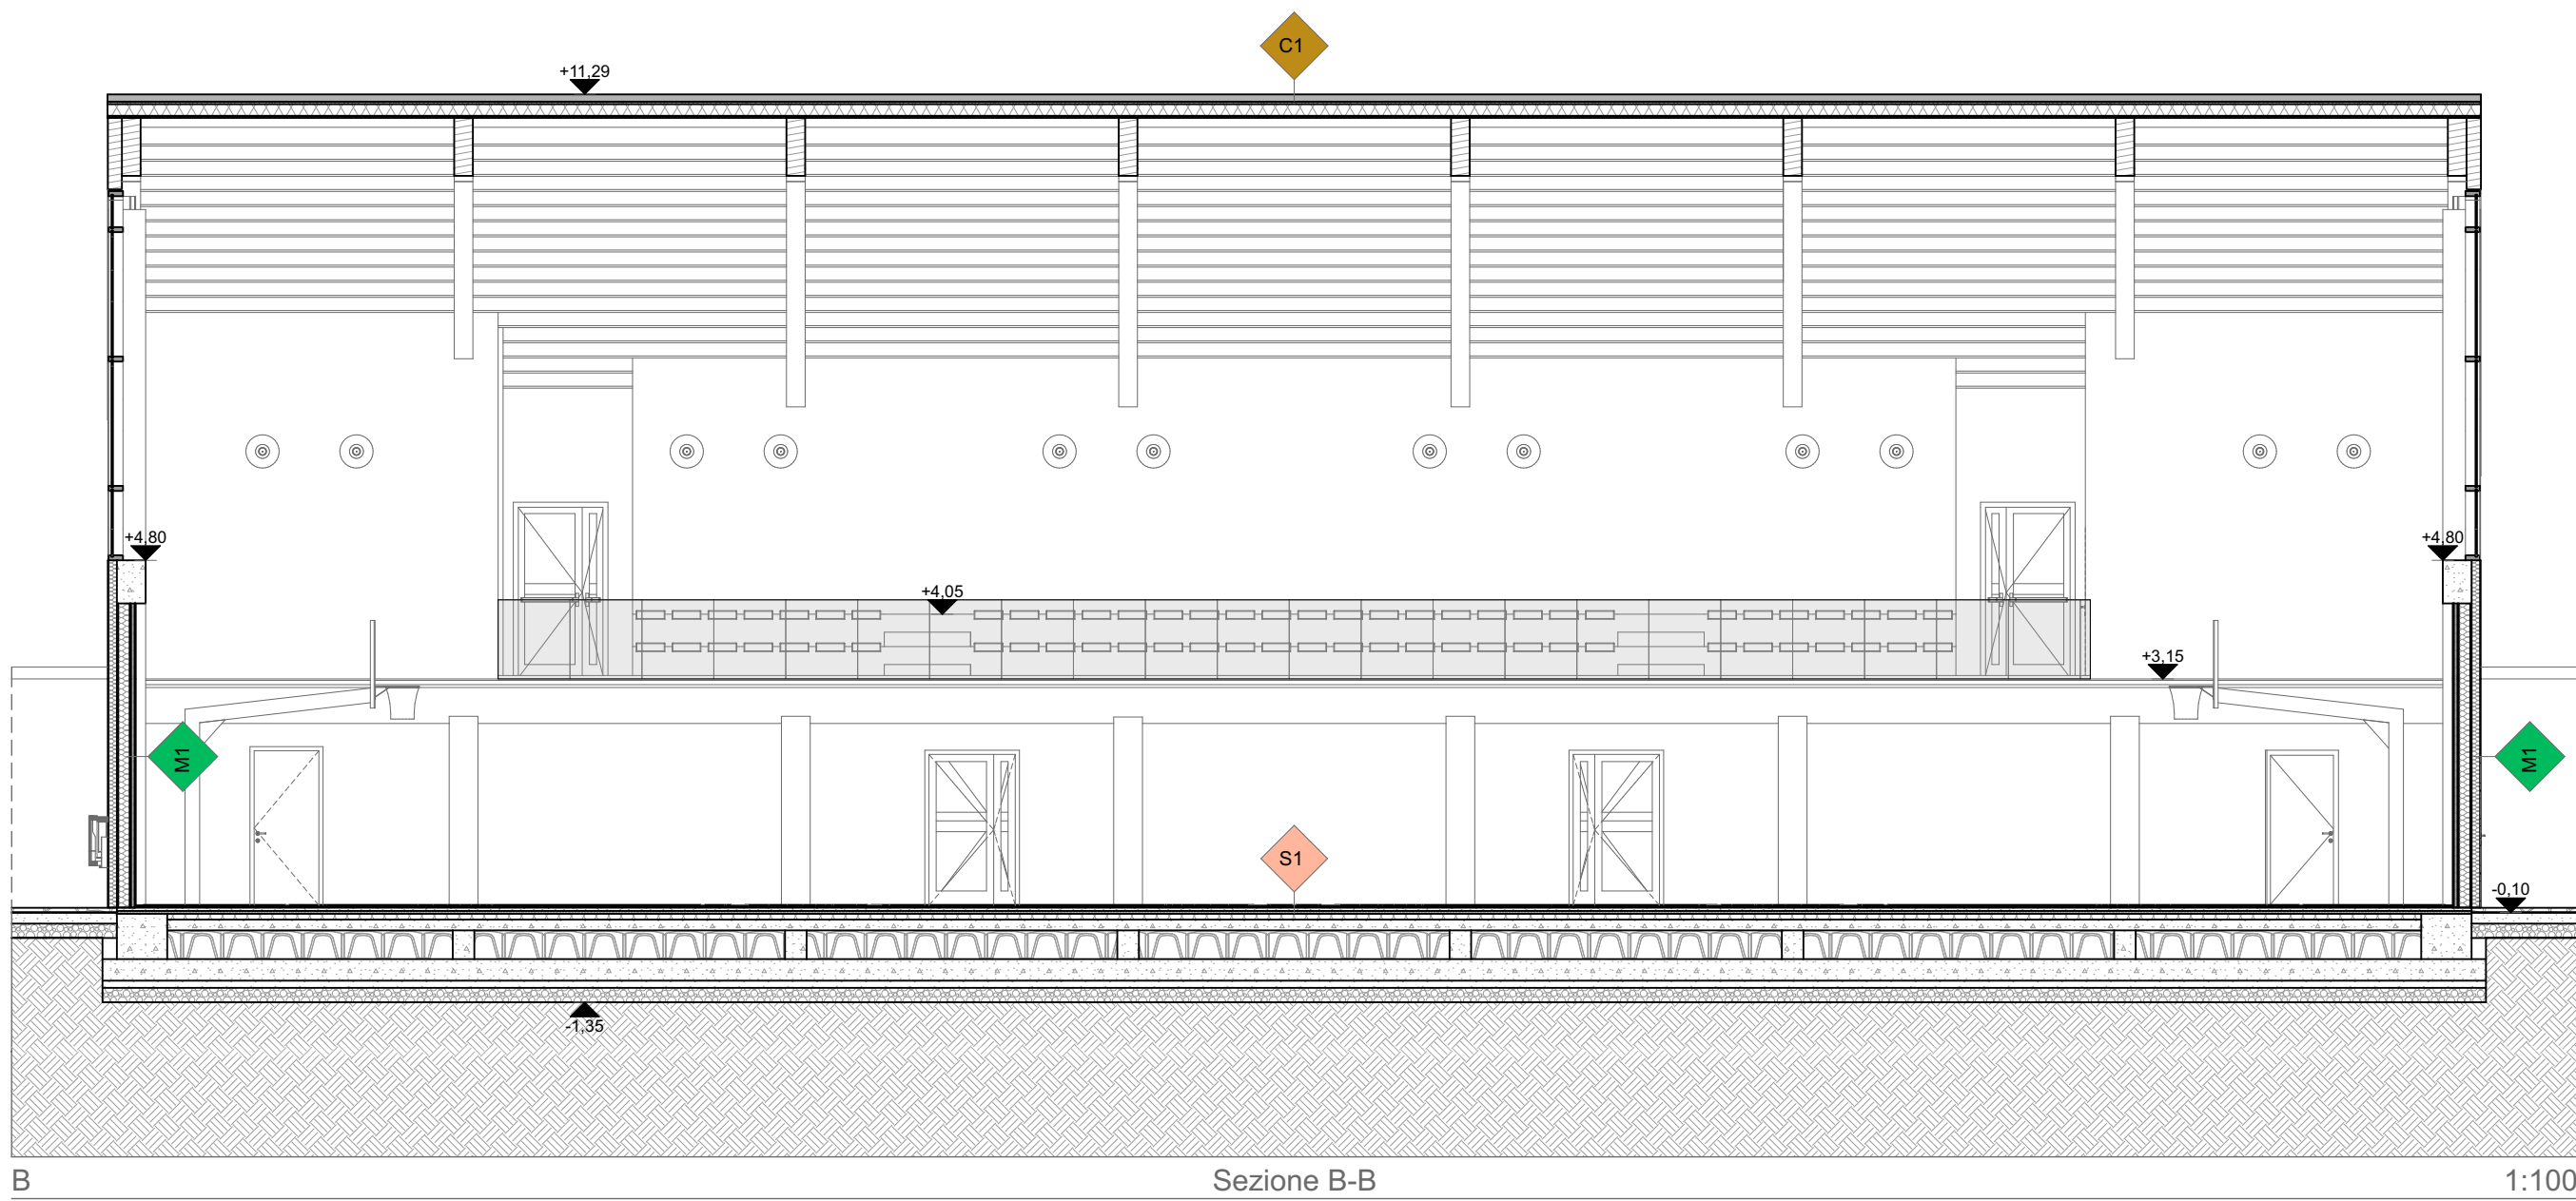 C1
+11,29
+4,80
+4,80
+4,05
+3,15
M1
M1
S1
-0,10
-1,35
B
Sezione B-B
1:100